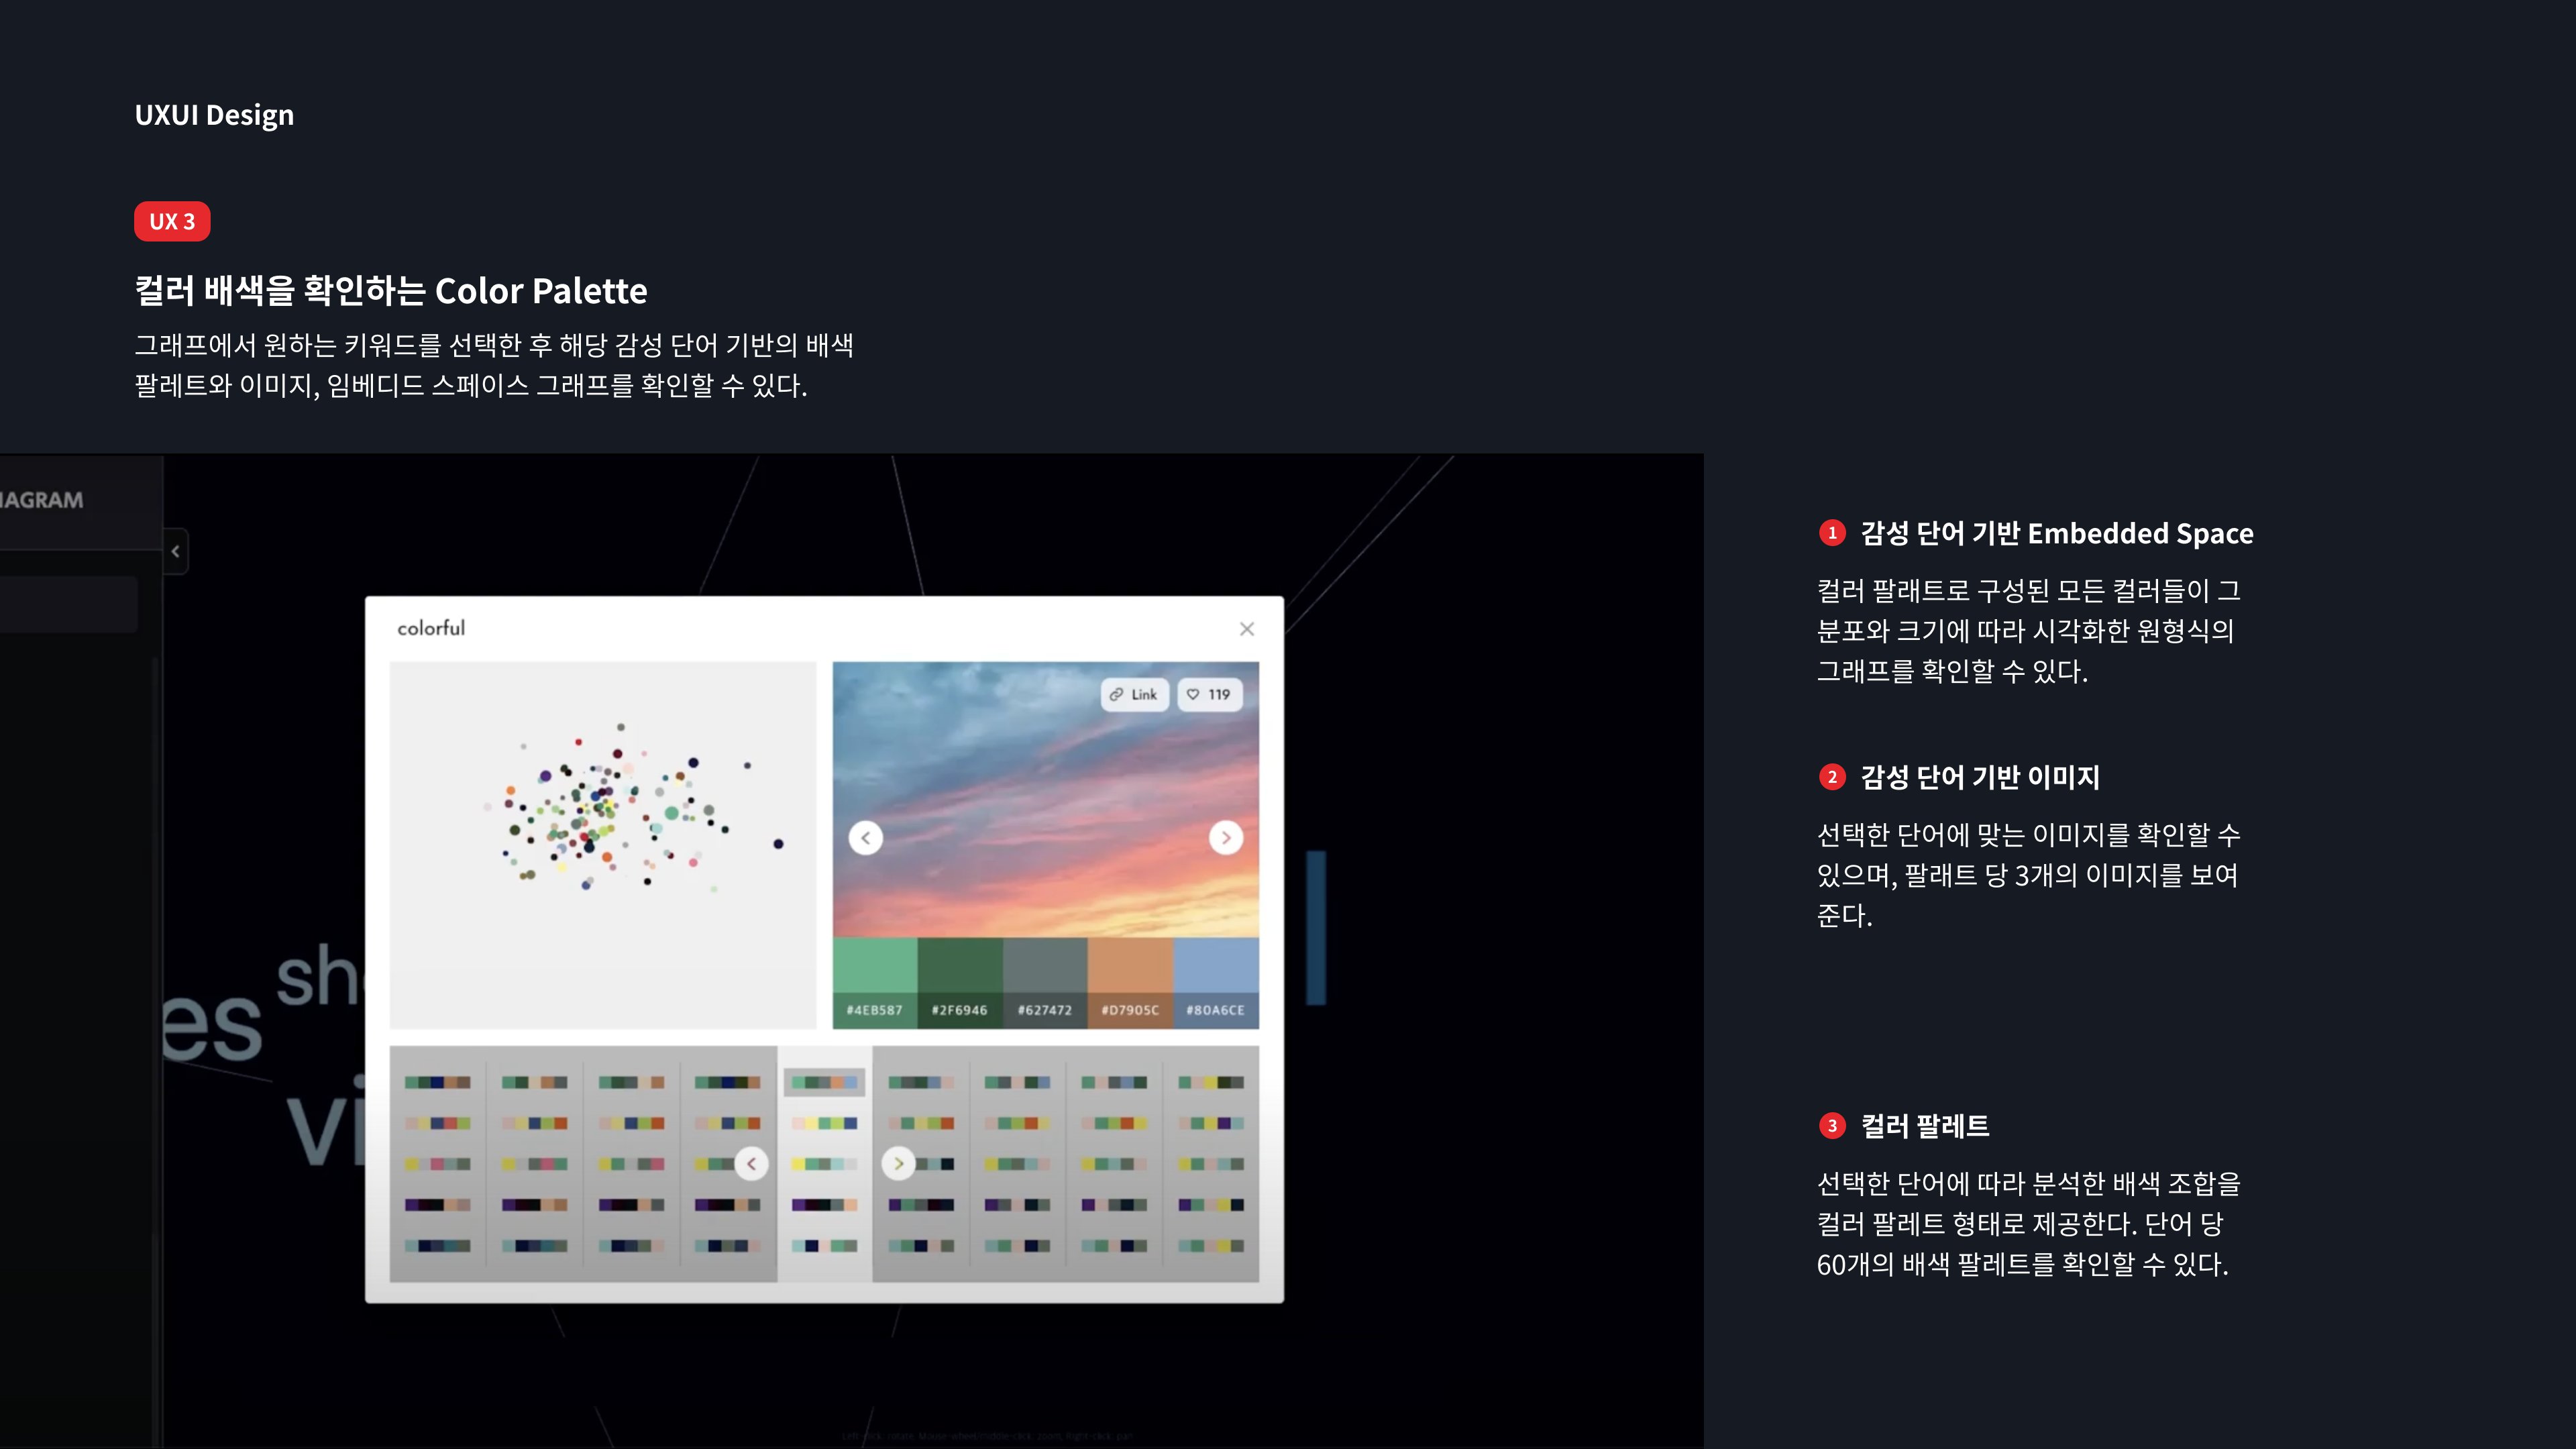 UXUI Design
UX 3
컬러 배색을 확인하는 Color Palette
그래프에서 원하는 키워드를 선택한 후 해당 감성 단어 기반의 배색
팔레트와 이미지, 임베디드 스페이스 그래프를 확인할 수 있다.
IAGRAM
colorful
Link
119
#4EB587 #2F6946 #627472 #D7905C #80A6CE
sh
es
vi
Left-click: rotate, Mouse-wheel/middle-click: zoom, Right-click: pan
1 감성 단어 기반 Embedded Space
컬러 팔래트로 구성된 모든 컬러들이 그
분포와 크기에 따라 시각화한 원형식의
그래프를 확인할 수 있다.
2 감성 단어 기반 이미지
선택한 단어에 맞는 이미지를 확인할 수
있으며, 팔래트 당 3개의 이미지를 보여
준다.
3 컬러 팔레트
선택한 단어에 따라 분석한 배색 조합을
컬러 팔레트 형태로 제공한다. 단어 당
60개의 배색 팔레트를 확인할 수 있다.